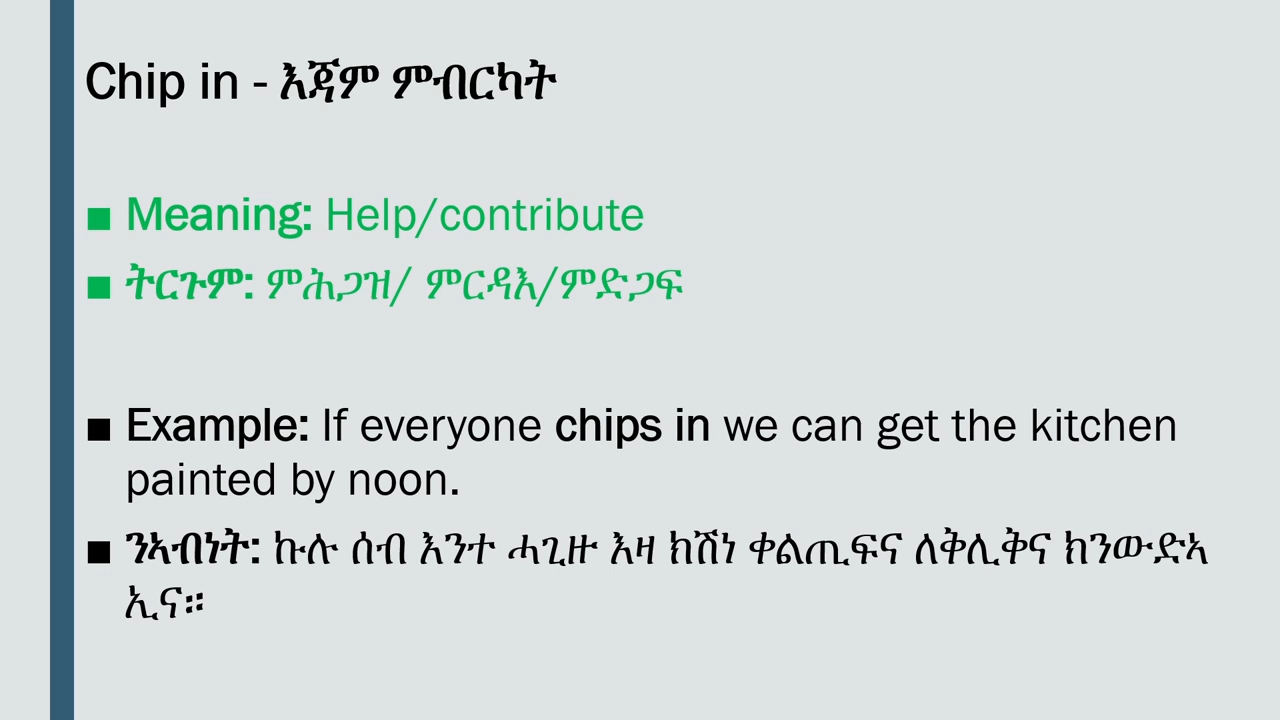 Chip in - እጃም ምብርካት
■ Meaning: Help/contribute
■ ትርጉም: ምሕጋዝ/ ምርዳእ/ምድጋፍ
■ Example: If everyone chips in we can get the kitchen
painted by noon.
■ ንኣብነት: ኩሉ ሰብ እንተ ሓጊዙ እዛ ክሽነ ቀልጢፍና ለቅሊቅና ክንውድኣ
ኢና።